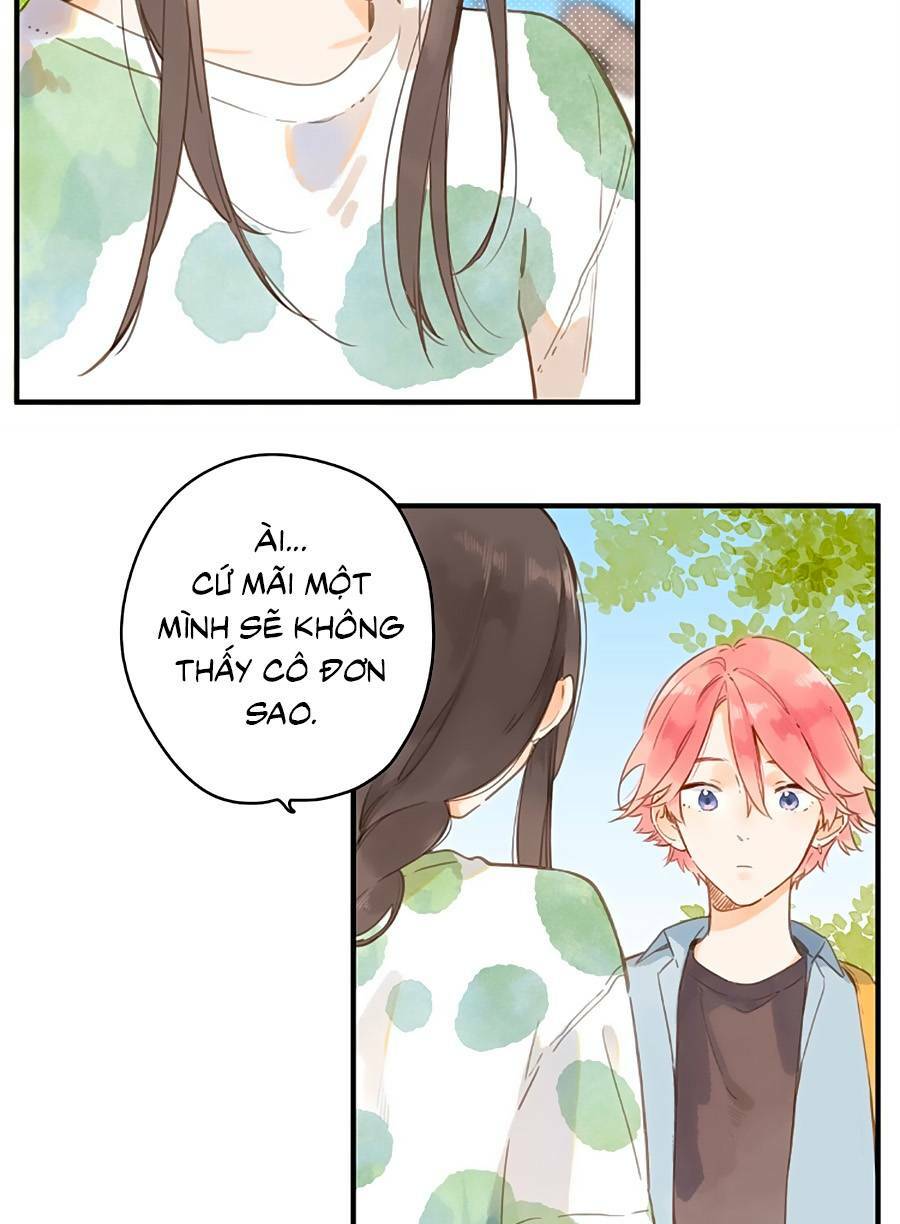 ÀI...
CỨ MÃI MỘT
MÌNH SẼ KHÔNG
THẤY CÔ ĐƠN
SAO.